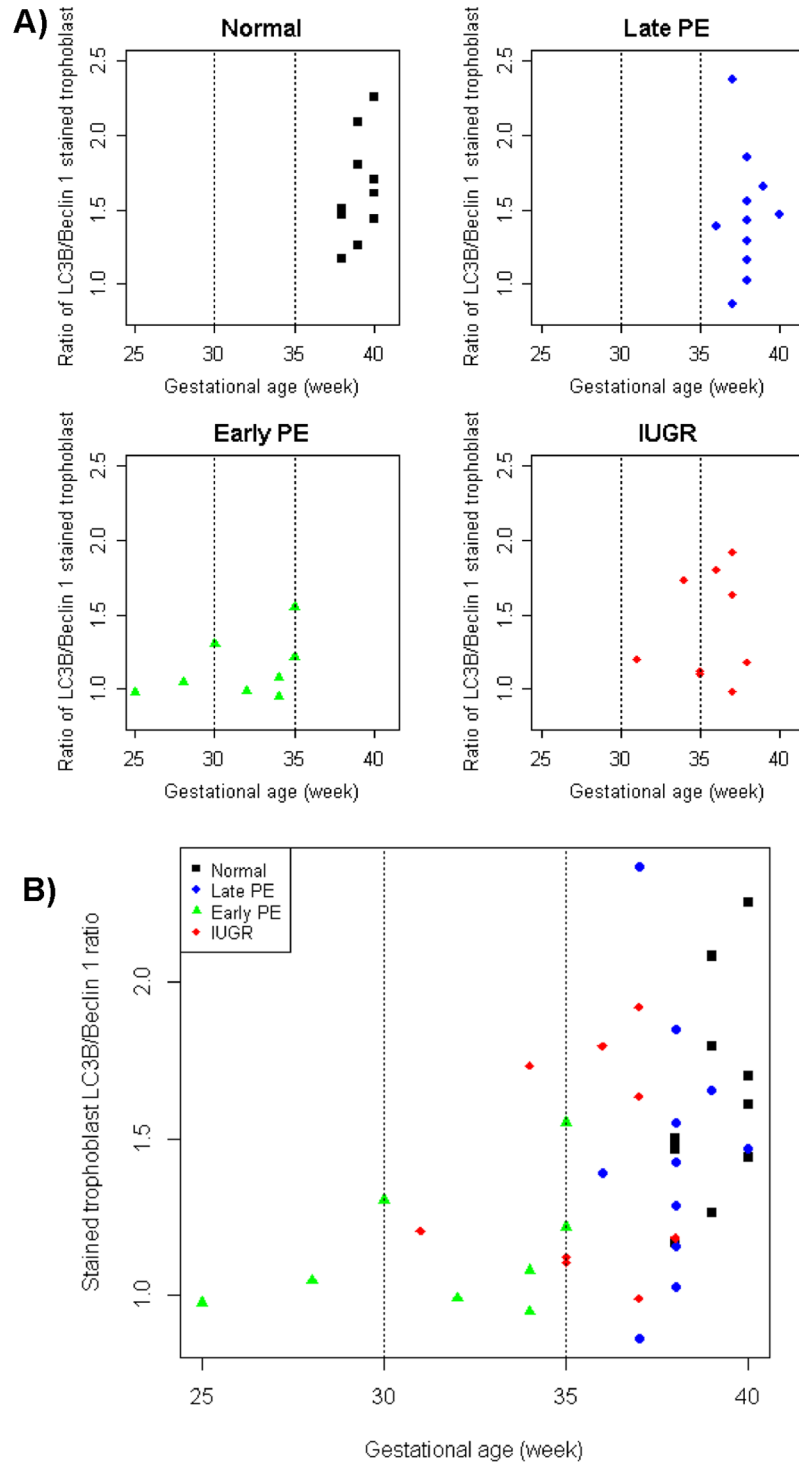 A)
Normal
Ratio of LC3B/Beclin 1 stained trophoblast
2.5
2.0
1.5
1.0
25 30 35 40
Gestational age (week)
Late PE
Ratio of LC3B/Beclin 1 stained trophoblast
2.5
2.0
1.5
1.0
25 30 35 40
Gestational age (week)
Early PE
Ratio of LC3B/Beclin 1 stained trophoblast
2.5
2.0
1.5
1.0
25 30 35 40
Gestational age (week)
IUGR
Ratio of LC3B/Beclin 1 stained trophoblast
2.5
2.0
1.5
1.0
25 30 35 40
Gestational age (week)
B)
Normal
Late PE
Early PE
IUGR
Stained trophoblast LC3B/Beclin 1 ratio
2.0
1.5
1.0
25 30 35 40
Gestational age (week)